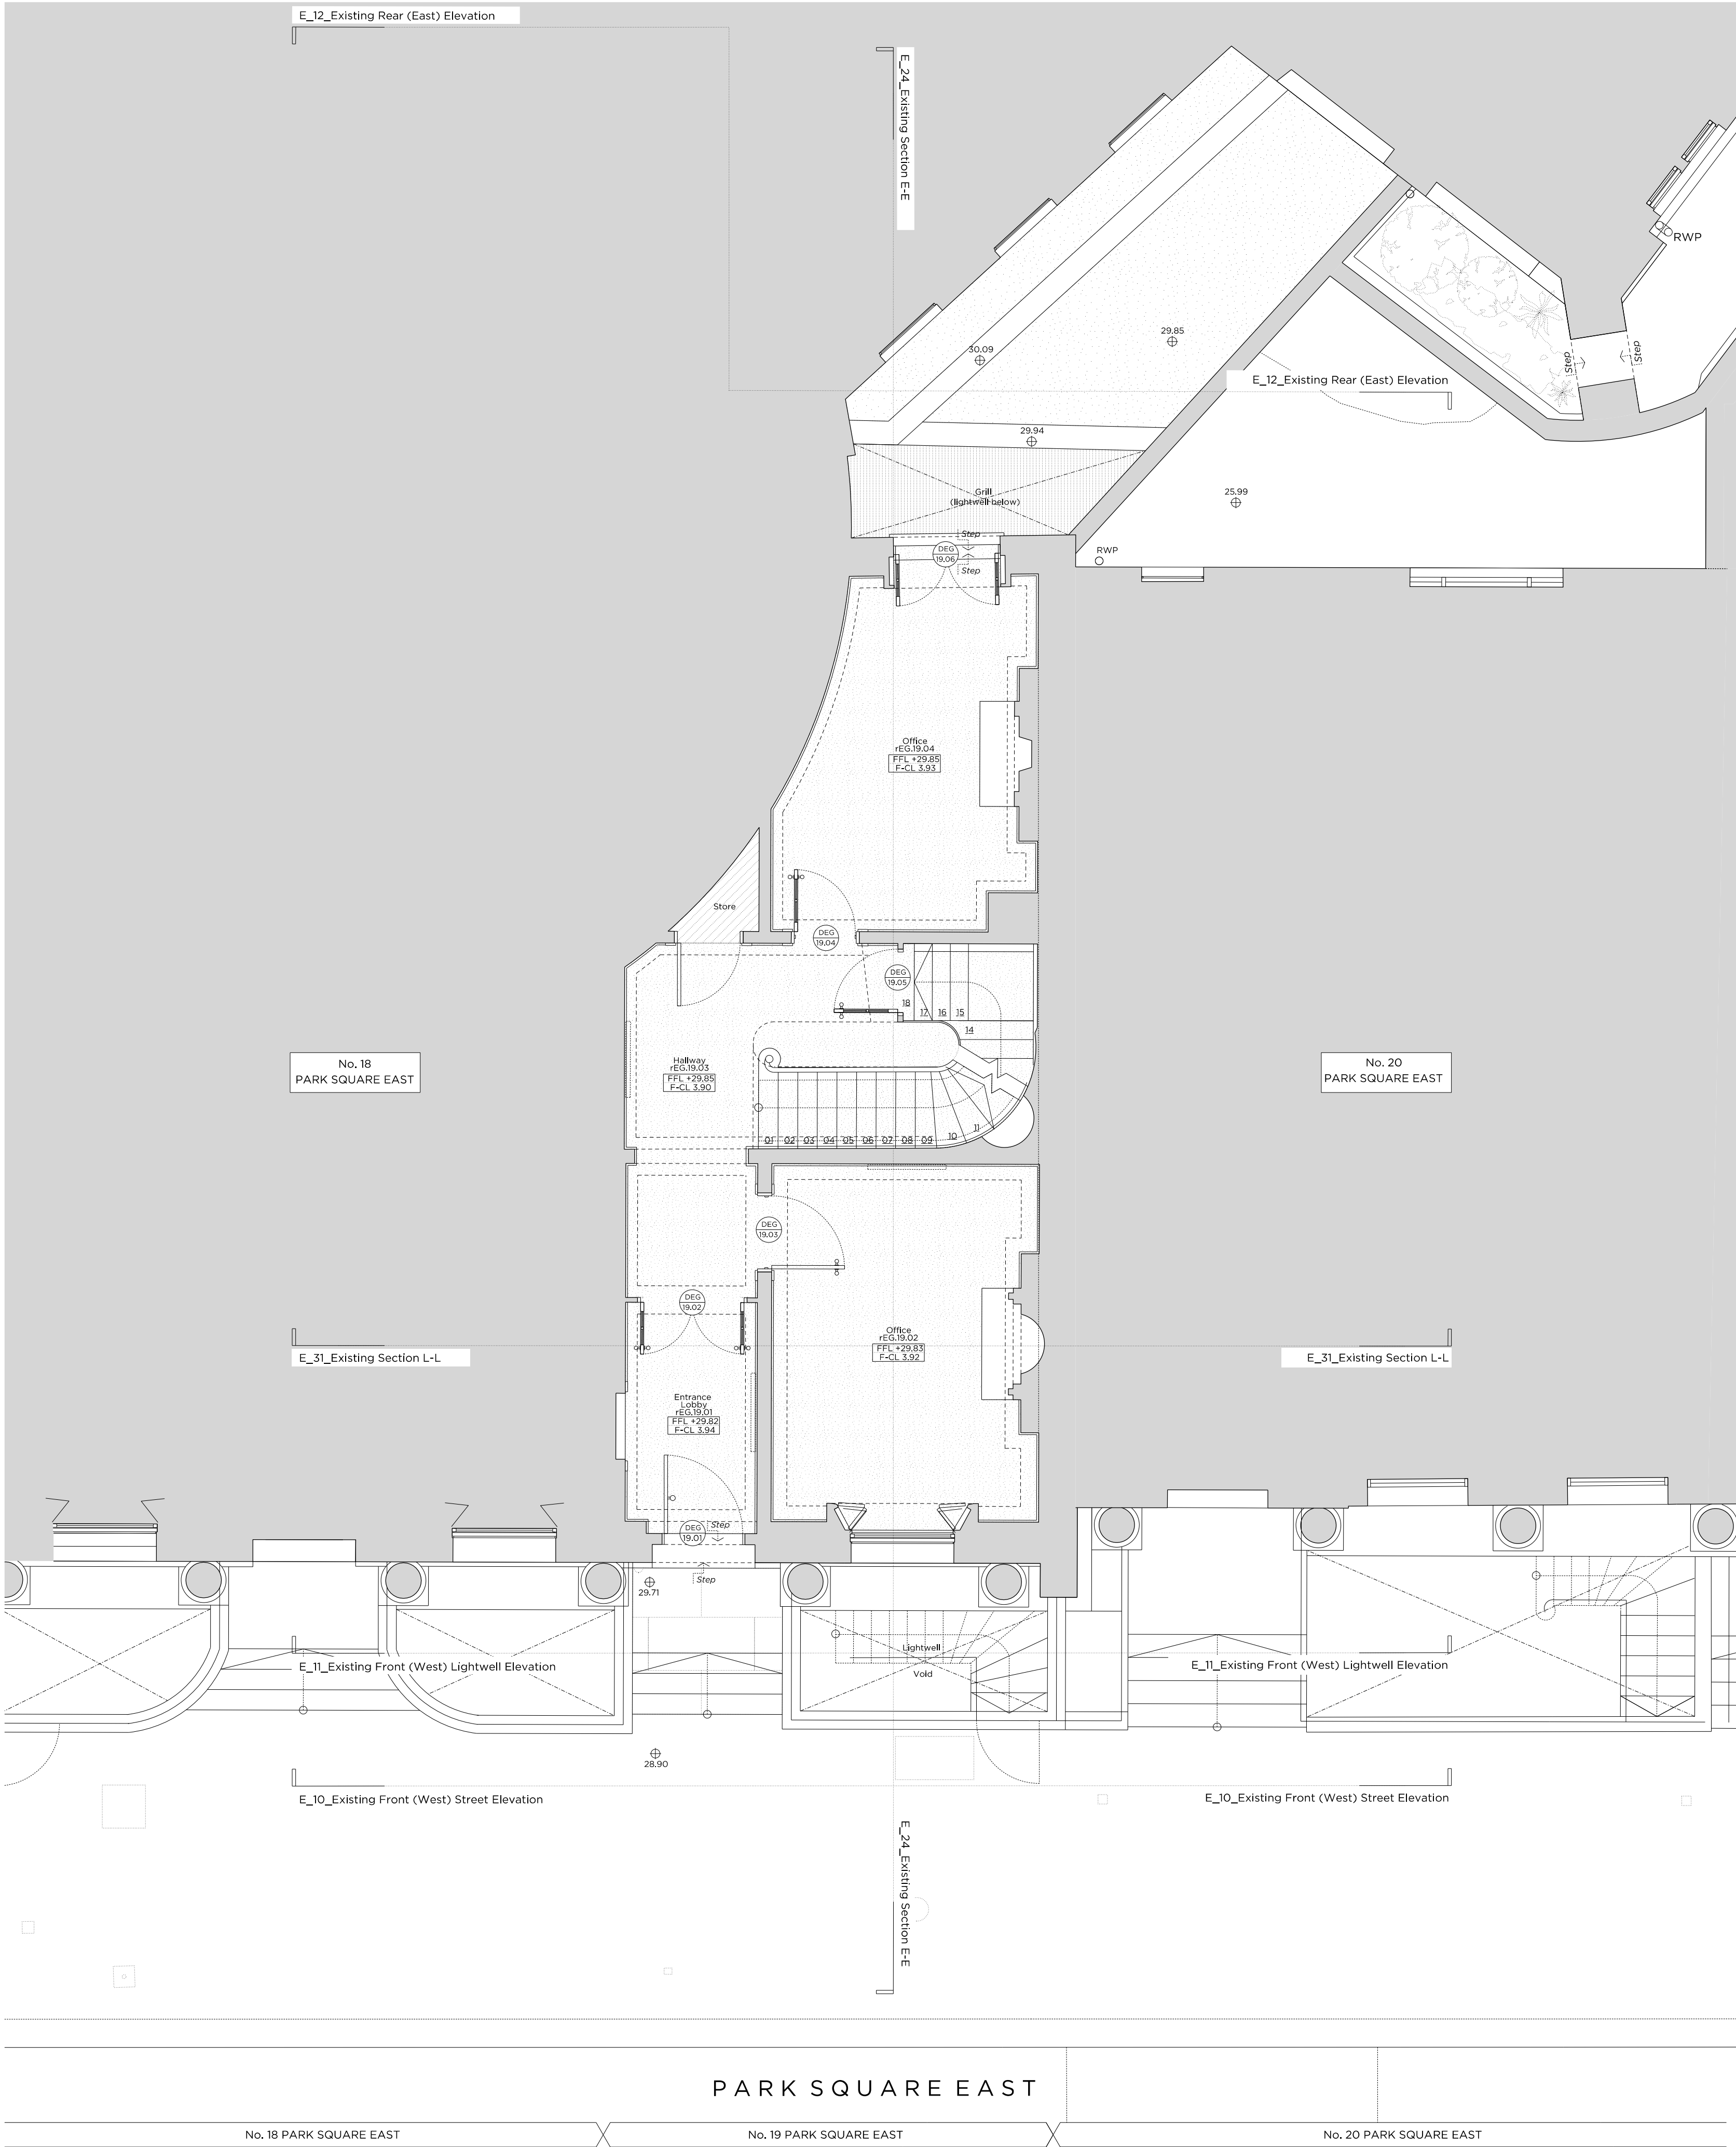 E_12_Existing Rear (East) Elevation
E_24_Existing Section E-E
RWP
29.85
30.09
Step
Step
E_12_Existing Rear (East) Elevation
29.94
Grill
(lightwell below)
25.99
Step
DEG
19.06
Step
RWP
Office
rEG.19.04
FFL +29.85
F-CL 3.93
Store
DEG
19.04
DEG
19.05
18
17
16
15
14
No. 18
PARK SQUARE EAST
Hallway
rEG.19.03
FFL +29.85
F-CL 3.90
No. 20
PARK SQUARE EAST
01
02
03
04
05
06
07
08
09
10
11
DEG
19.03
DEG
19.02
Office
rEG.19.02
FFL +29.83
F-CL 3.92
E_31_Existing Section L-L
E_31_Existing Section L-L
Entrance
Lobby
rEG.19.01
FFL +29.82
F-CL 3.94
DEG
19.01
Step
Step
29.71
Lightwell
Void
E_11_Existing Front (West) Lightwell Elevation
E_11_Existing Front (West) Lightwell Elevation
28.90
E_10_Existing Front (West) Street Elevation
E_10_Existing Front (West) Street Elevation
E_24_Existing Section E-E
PARK SQUARE EAST
No. 18 PARK SQUARE EAST
No. 19 PARK SQUARE EAST
No. 20 PARK SQUARE EAST